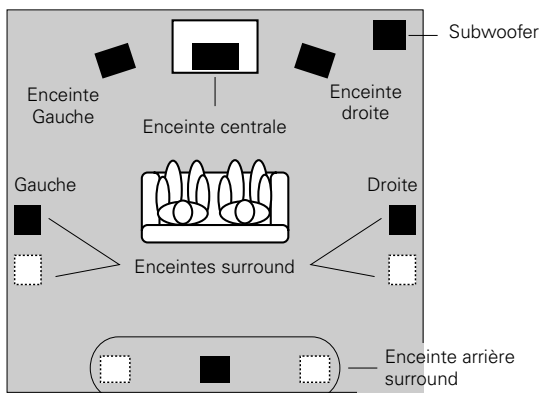 Subwoofer
Enceinte
Gauche
Enceinte
droite
Enceinte centrale
Gauche
Droite
Enceintes surround
Enceinte arrière
surround